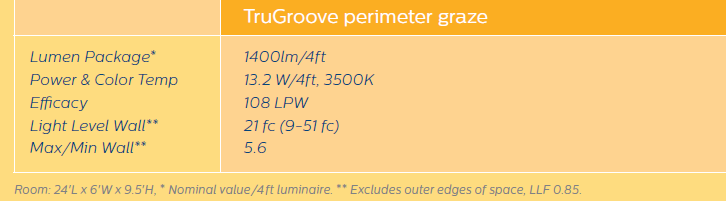 TruGroove perimeter graze
Lumen Package* 1400lm/4ft
Power & Color Temp 13.2 W/4ft, 3500K
Efficacy 108 LPW
Light Level Wall** 21 fc (9-51 fc)
Max/Min Wall** 5.6
Room: 24'L x 6'W x 9.5'H, * Nominal value/4ft luminaire. ** Excludes outer edges of space, LLF 0.85.